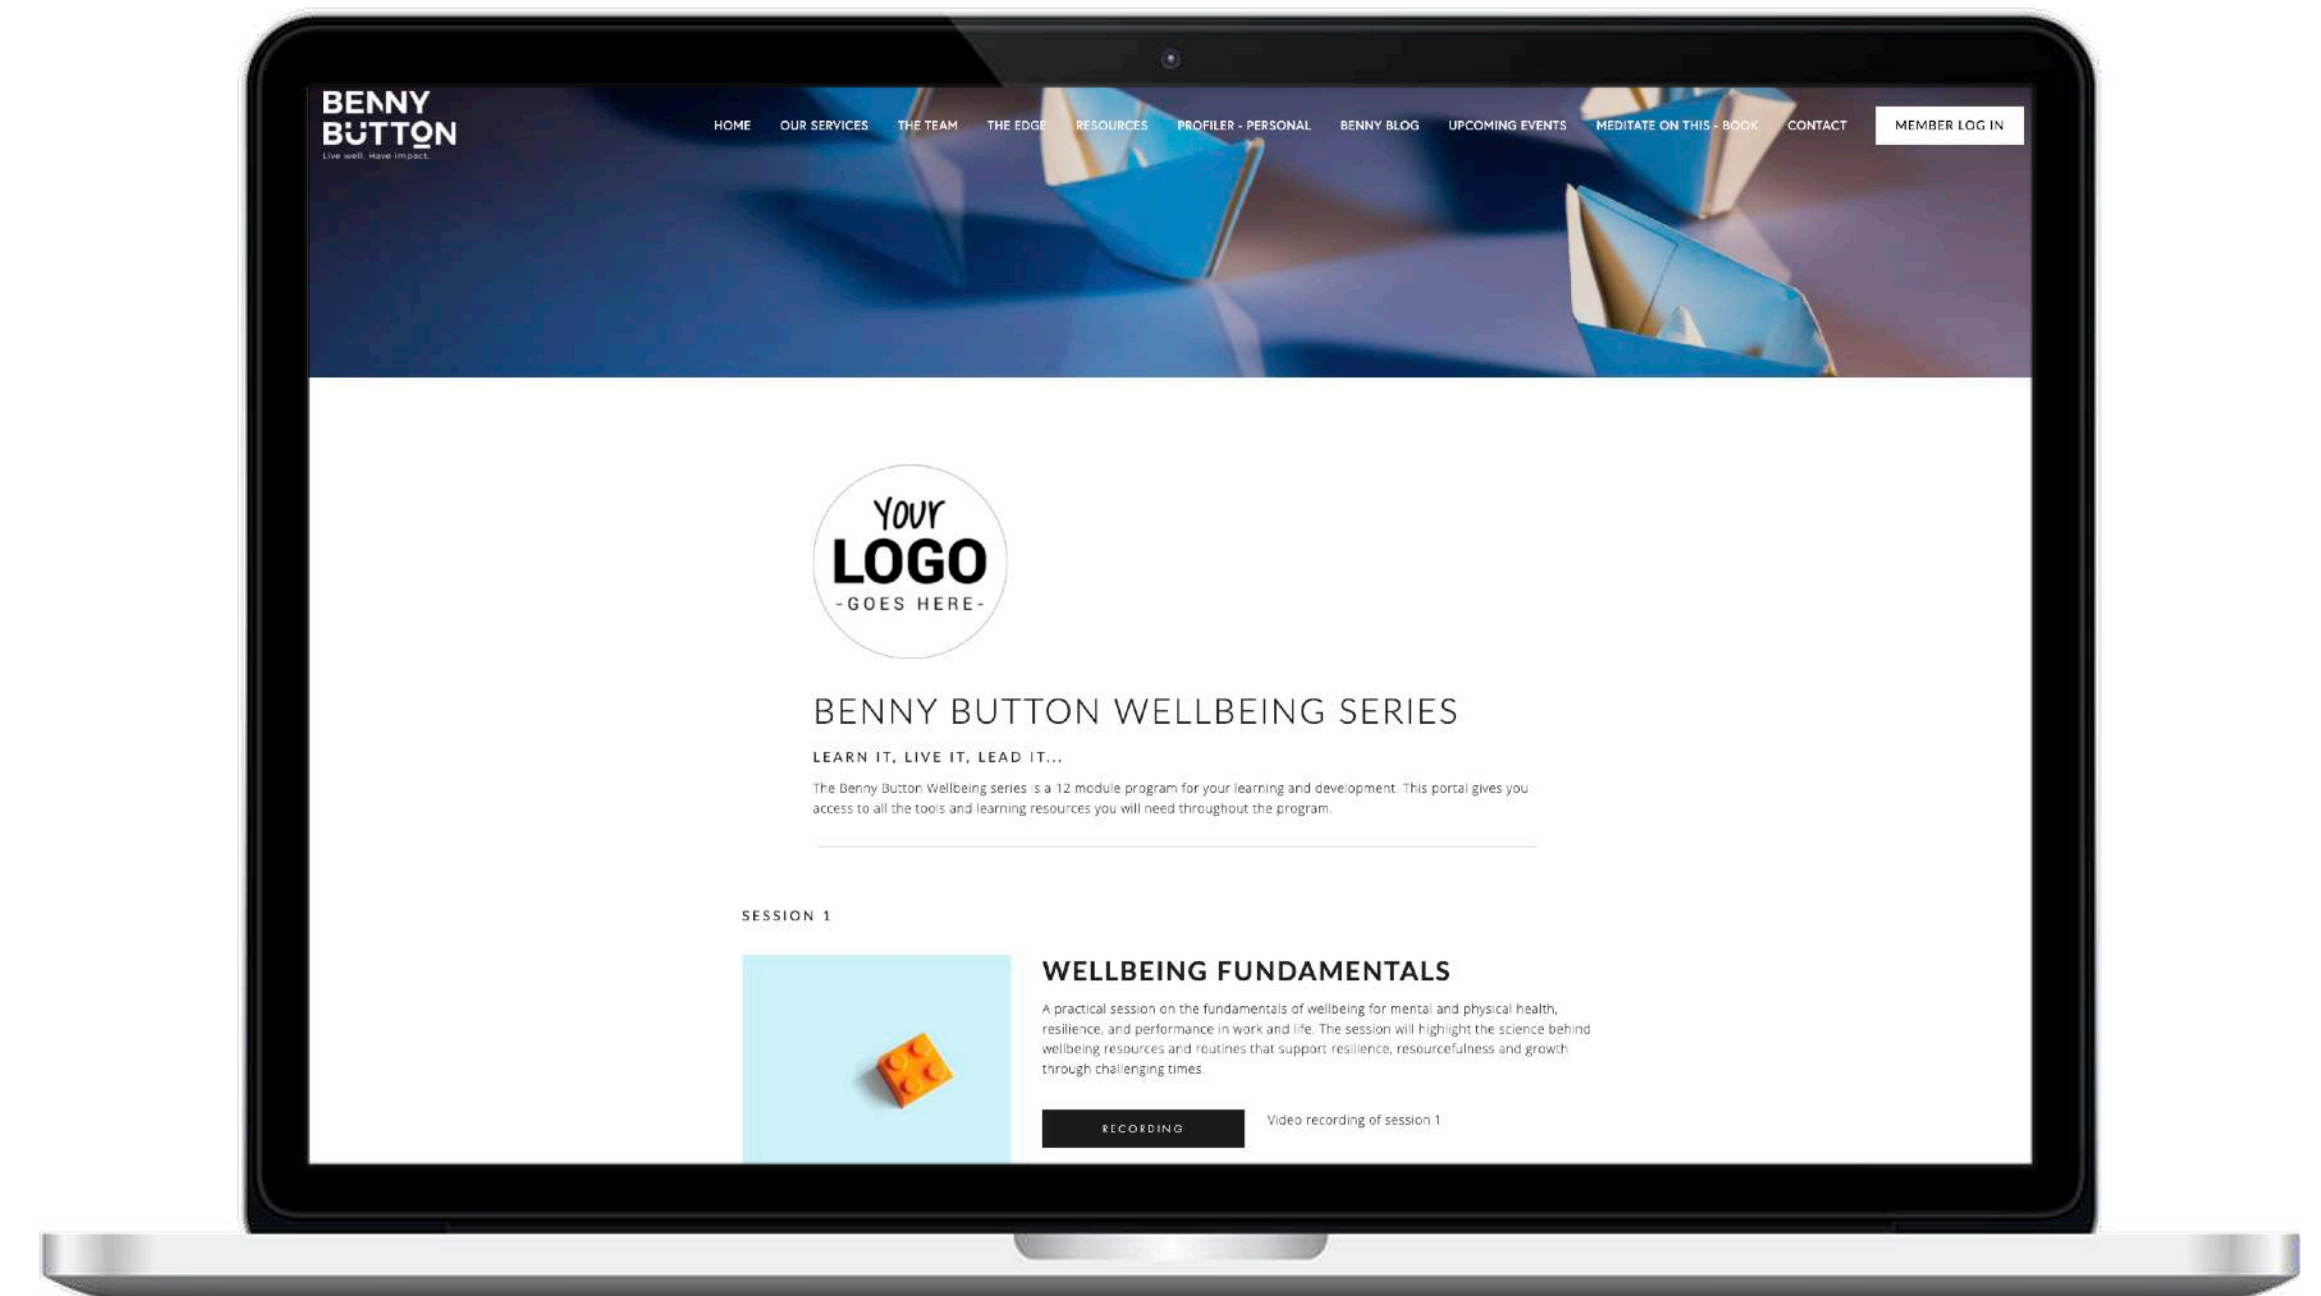 BENNY
BUTTON
Live well. Have impact.
HOME OUR SERVICES THE TEAM THE EDGE RESOURCES PROFILER - PERSONAL BENNY BLOG UPCOMING EVENTS MEDITATE ON THIS - BOOK CONTACT MEMBER LOG IN
Your
LOGO
-GOES HERE-
BENNY BUTTON WELLBEING SERIES
LEARN IT, LIVE IT, LEAD IT...
The Benny Button Wellbeing series is a 12 module program for your learning and development. This portal gives you
access to all the tools and learning resources you will need throughout the program.
SESSION 1
WELLBEING FUNDAMENTALS
A practical session on the fundamentals of wellbeing for mental and physical health,
resilience, and performance in work and life. The session will highlight the science behind
wellbeing resources and routines that support resilience, resourcefulness and growth
through challenging times.
RECORDING Video recording of session 1